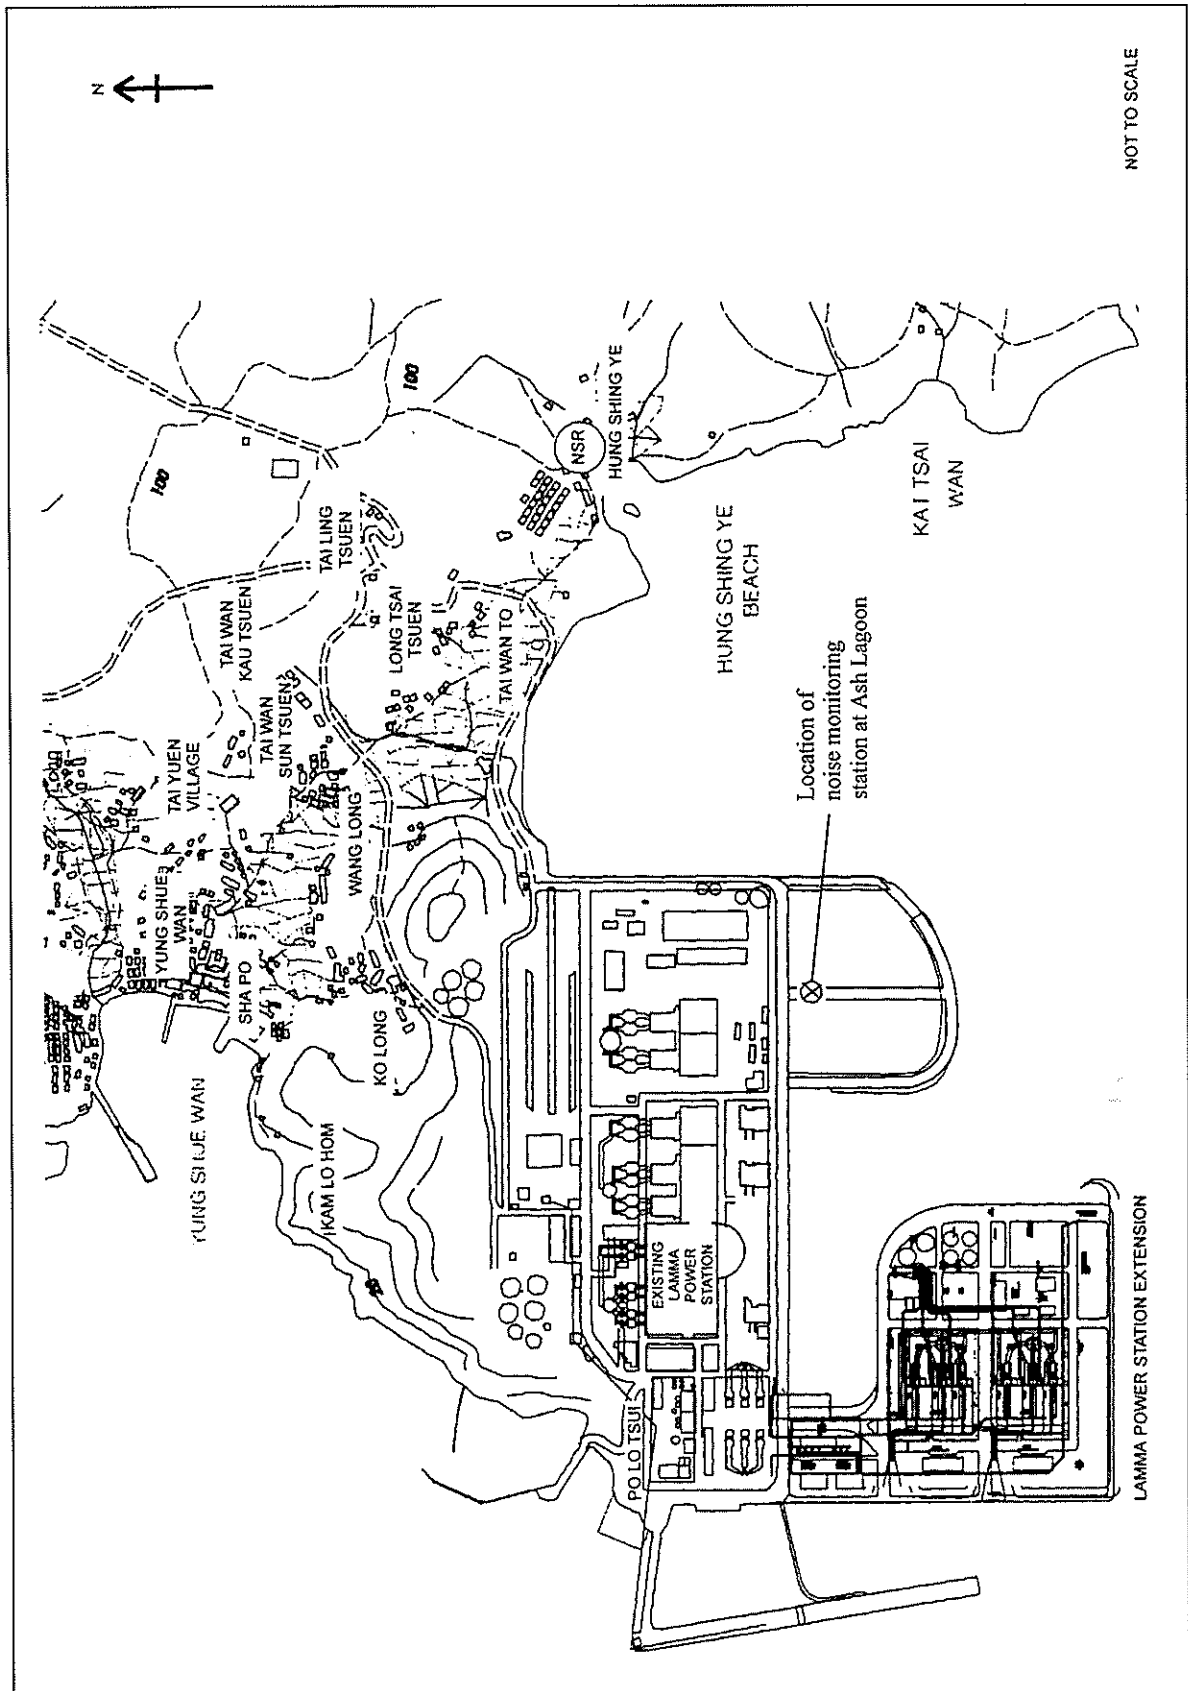 N
YUNG SHUE WAN
YUNG SHUE
WAN
TAI YUEN
VILLAGE
SHA PO
TAI WAN
KAU TSUEN
TAI WAN
SUN TSUEN
TAI LING
TSUEN
100
100
KAM LO HOM
KO LONG
WANG LONG
LONG TSAI
TSUEN
TAI WAN TO
NSR
HUNG SHING YE
PO LO TSUI
EXISTING
LAMMA
POWER
STATION
HUNG SHING YE
BEACH
KAI TSAI
WAN
Location of
noise monitoring
station at Ash Lagoon
LAMMA POWER STATION EXTENSION
NOT TO SCALE